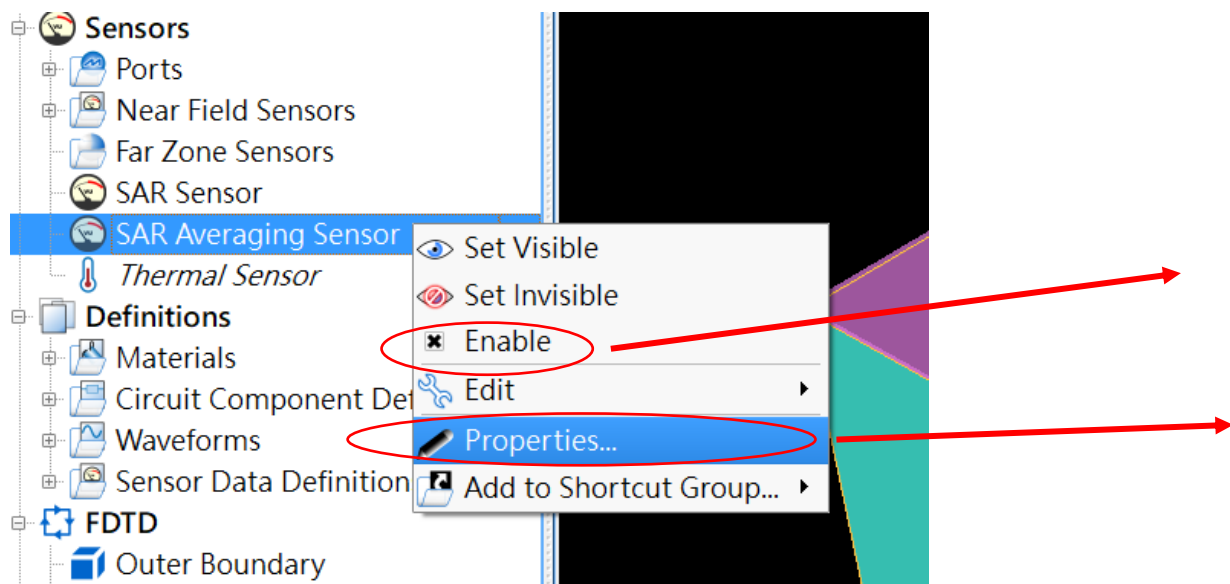 Sensors
Ports
Near Field Sensors
Far Zone Sensors
SAR Sensor
SAR Averaging Sensor
Thermal Sensor
Definitions
Materials
Circuit Component Def
Waveforms
Sensor Data Definition
FDTD
Outer Boundary
Set Visible
Set Invisible
Enable
Edit
Properties...
Add to Shortcut Group...